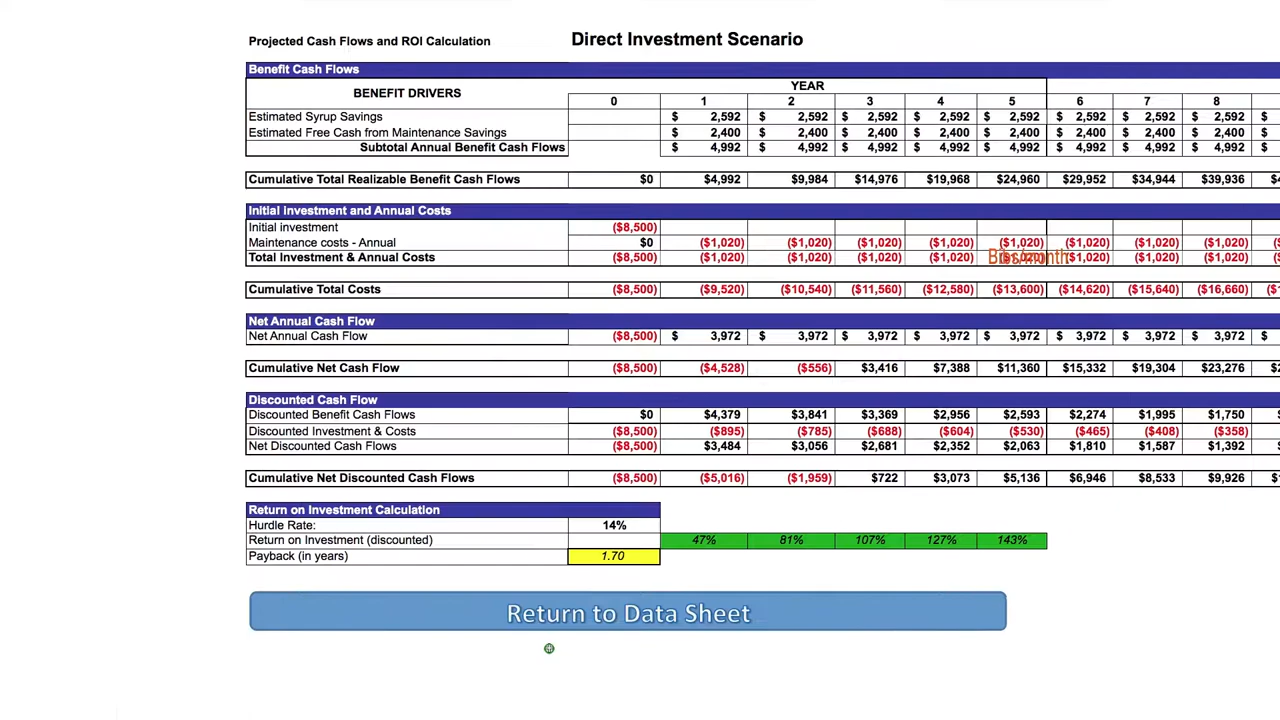 Projected Cash Flows and ROI Calculation Direct Investment Scenario
Benefit Cash Flows
BENEFIT DRIVERS YEAR
0 1 2 3 4 5 6 7 8
Estimated Syrup Savings $ 2,592 $ 2,592 $ 2,592 $ 2,592 $ 2,592 $ 2,592 $ 2,592 $ 2,592 $
Estimated Free Cash from Maintenance Savings $ 2,400 $ 2,400 $ 2,400 $ 2,400 $ 2,400 $ 2,400 $ 2,400 $ 2,400 $
Subtotal Annual Benefit Cash Flows $ 4,992 $ 4,992 $ 4,992 $ 4,992 $ 4,992 $ 4,992 $ 4,992 $ 4,992 $
Cumulative Total Realizable Benefit Cash Flows $0 $4,992 $9,984 $14,976 $19,968 $24,960 $29,952 $34,944 $39,936
Initial Investment and Annual Costs
Initial investment ($8,500)
Maintenance costs - Annual $0 ($1,020) ($1,020) ($1,020) ($1,020) ($1,020) ($1,020) ($1,020) ($1,020)
Total Investment & Annual Costs ($8,500) ($1,020) ($1,020) ($1,020) ($1,020) Bibs/month ($1,020) ($1,020) ($1,020)
Cumulative Total Costs ($8,500) ($9,520) ($10,540) ($11,560) ($12,580) ($13,600) ($14,620) ($15,640) ($16,660)
Net Annual Cash Flow
Net Annual Cash Flow ($8,500) $ 3,972 $ 3,972 $ 3,972 $ 3,972 $ 3,972 $ 3,972 $ 3,972 $ 3,972 $
Cumulative Net Cash Flow ($8,500) ($4,528) ($556) $3,416 $7,388 $11,360 $15,332 $19,304 $23,276
Discounted Cash Flow
Discounted Benefit Cash Flows $0 $4,379 $3,841 $3,369 $2,956 $2,593 $2,274 $1,995 $1,750
Discounted Investment & Costs ($8,500) ($895) ($785) ($688) ($604) ($530) ($465) ($408) ($358)
Net Discounted Cash Flows ($8,500) $3,484 $3,056 $2,681 $2,352 $2,063 $1,810 $1,587 $1,392
Cumulative Net Discounted Cash Flows ($8,500) ($5,016) ($1,959) $722 $3,073 $5,136 $6,946 $8,533 $9,926
Return on Investment Calculation
Hurdle Rate: 14%
Return on Investment (discounted) 47% 81% 107% 127% 143%
Payback (in years) 1.70
Return to Data Sheet